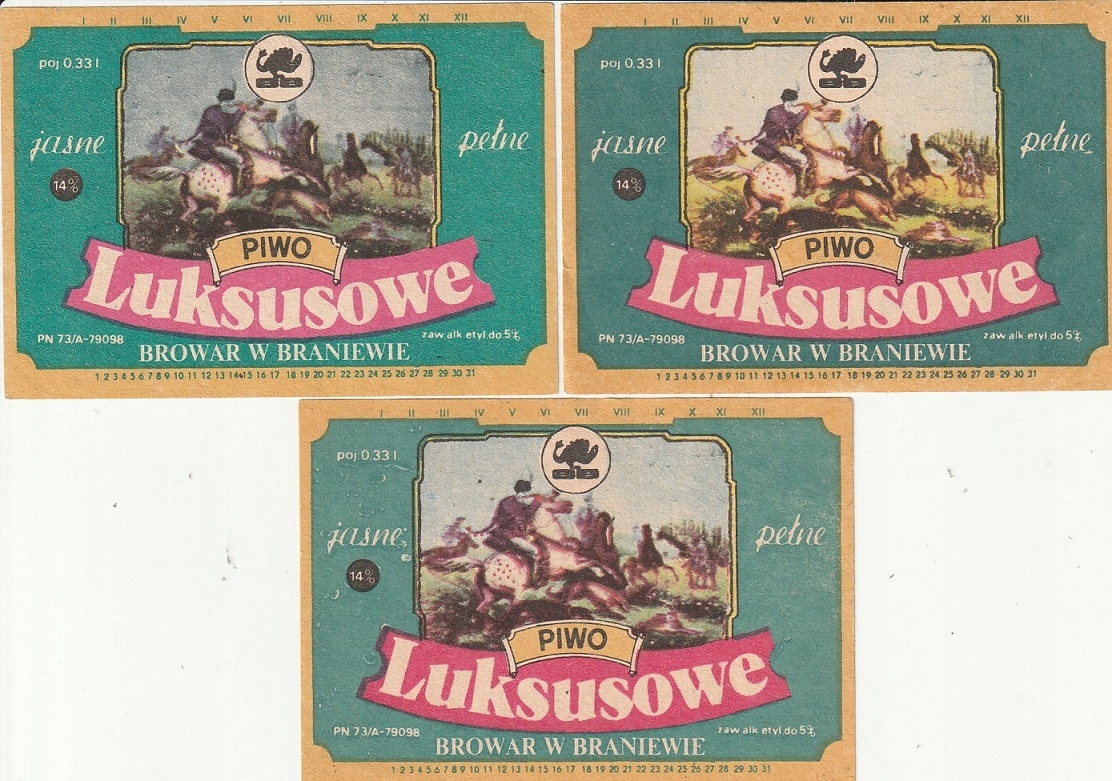 I II III IV V VI VII VIII IX X XI XII
poj 0.33 l
jasne pełne
14%
PIWO
Luksusowe
PN 73/A-79098 zaw alk etyl do 5%
BROWAR W BRANIEWIE
1 2 3 4 5 6 7 8 9 10 11 12 13 14 15 16 17 18 19 20 21 22 23 24 25 26 27 28 29 30 31
I II III IV V VI VII VIII IX X XI XII
poj 0.33 l
jasne pełne
14%
PIWO
Luksusowe
PN 73/A-79098 zaw alk etyl do 5%
BROWAR W BRANIEWIE
1 2 3 4 5 6 7 8 9 10 11 12 13 14 15 16 17 18 19 20 21 22 23 24 25 26 27 28 29 30 31
I II III IV V VI VII VIII IX X XI XII
poj 0.33 l
jasne pełne
14%
PIWO
Luksusowe
PN 73/A-79098 zaw alk etyl do 5%
BROWAR W BRANIEWIE
1 2 3 4 5 6 7 8 9 10 11 12 13 14 15 16 17 18 19 20 21 22 23 24 25 26 27 28 29 30 31